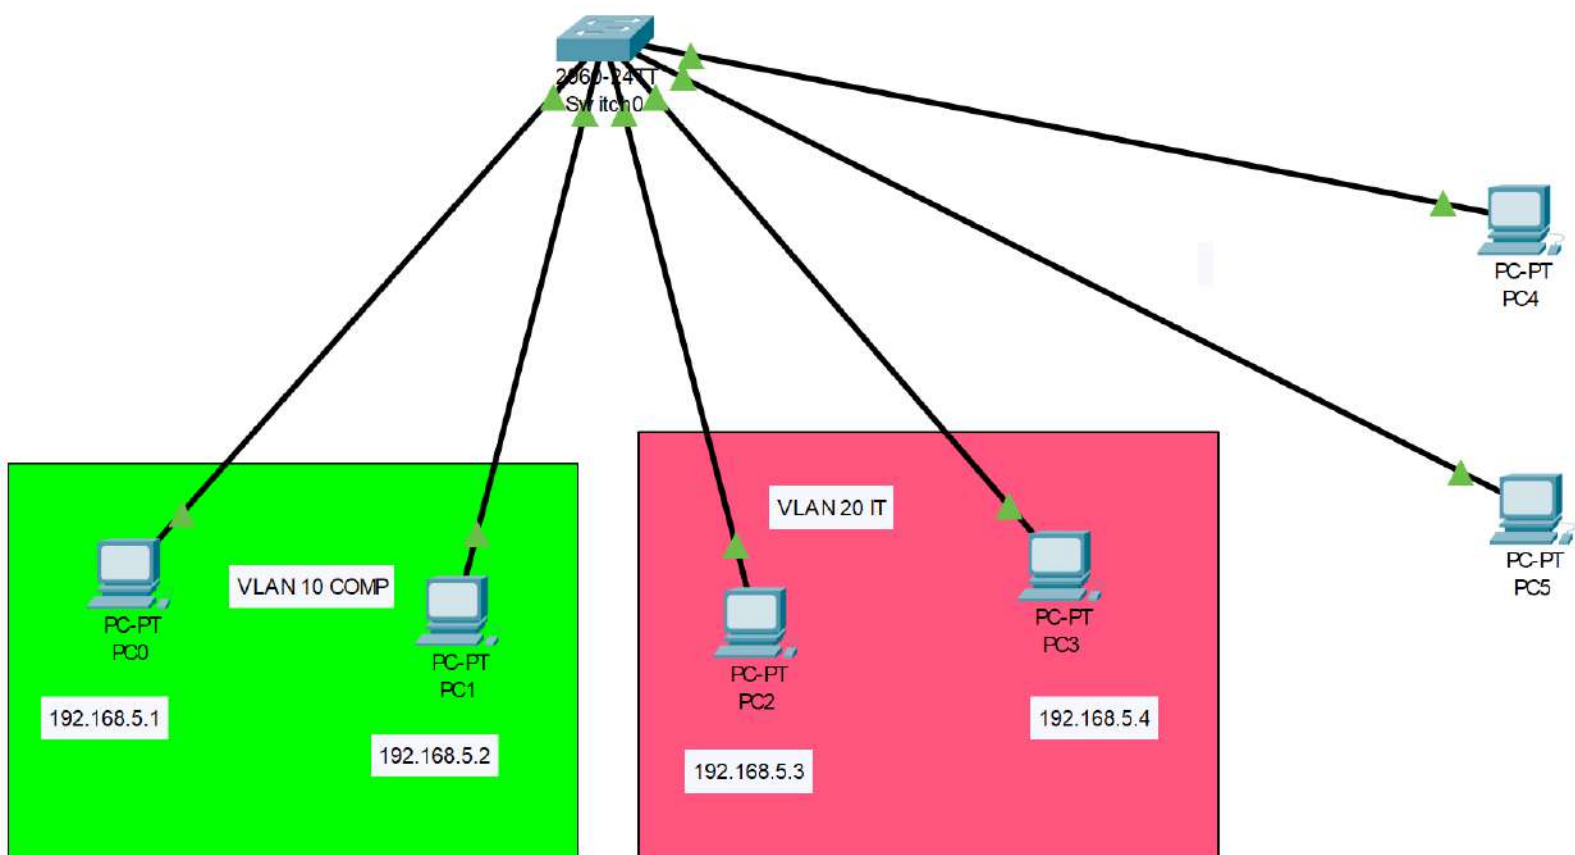 2960-24TT
Switch0
PC-PT
PC4
PC-PT
PC5
VLAN 10 COMP
PC-PT
PC0
PC-PT
PC1
192.168.5.1
192.168.5.2
VLAN 20 IT
PC-PT
PC2
PC-PT
PC3
192.168.5.3
192.168.5.4